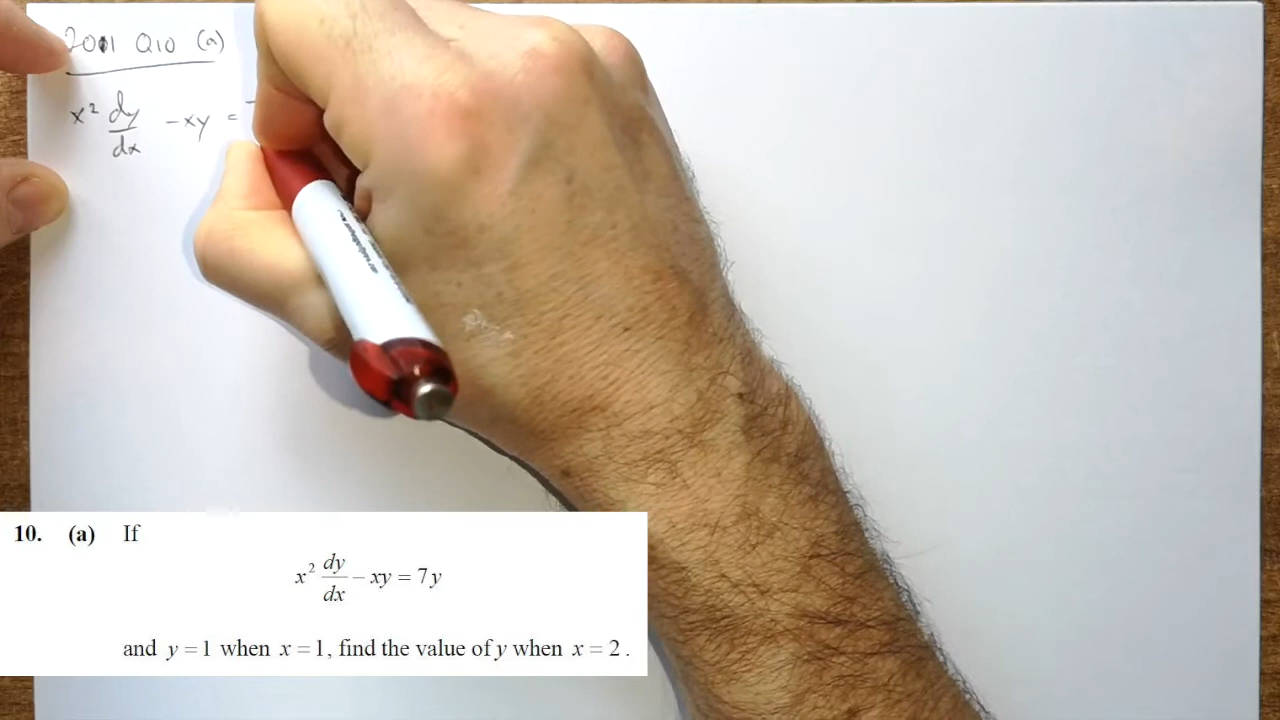 2011 Q10 (a)
x² dy/dx - xy =
10. (a) If
x² dy/dx - xy = 7y
and y = 1 when x = 1, find the value of y when x = 2.